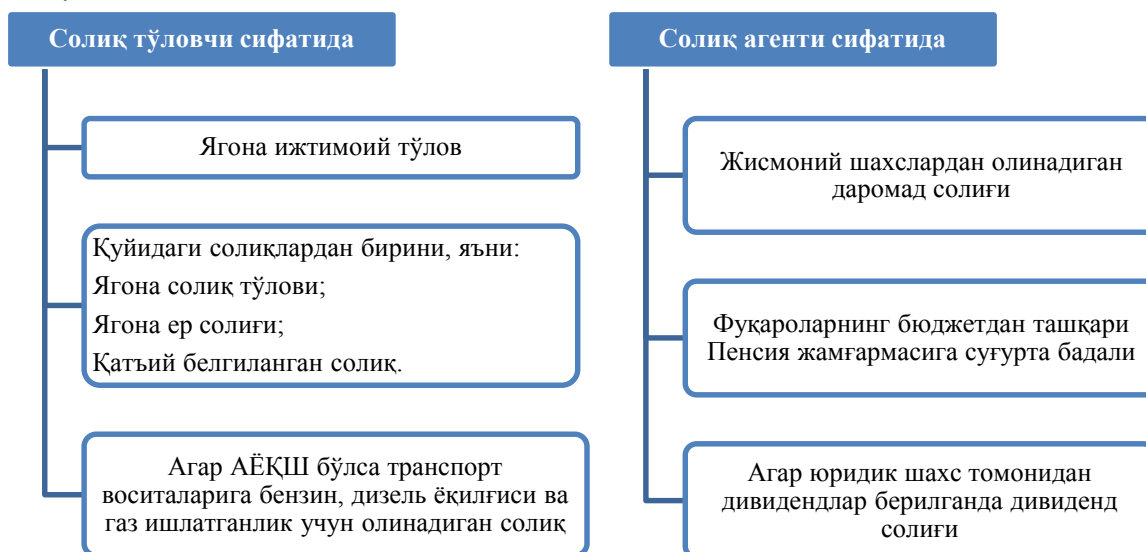 Солиқ тўловчи сифатида
Ягона ижтимоий тўлов
Қуйидаги солиқлардан бирини, яъни:
Ягона солиқ тўлови;
Ягона ер солиғи;
Қатъий белгиланган солиқ.
Агар АЁҚШ бўлса транспорт
воситаларига бензин, дизель ёқилғиси ва
газ ишлатганлик учун олинадиган солиқ
Солиқ агенти сифатида
Жисмоний шахслардан олинадиган
даромад солиғи
Фуқароларнинг бюджетдан ташқари
Пенсия жамғармасига суғурта бадали
Агар юридик шахс томонидан
дивидендлар берилганда дивиденд
солиғи